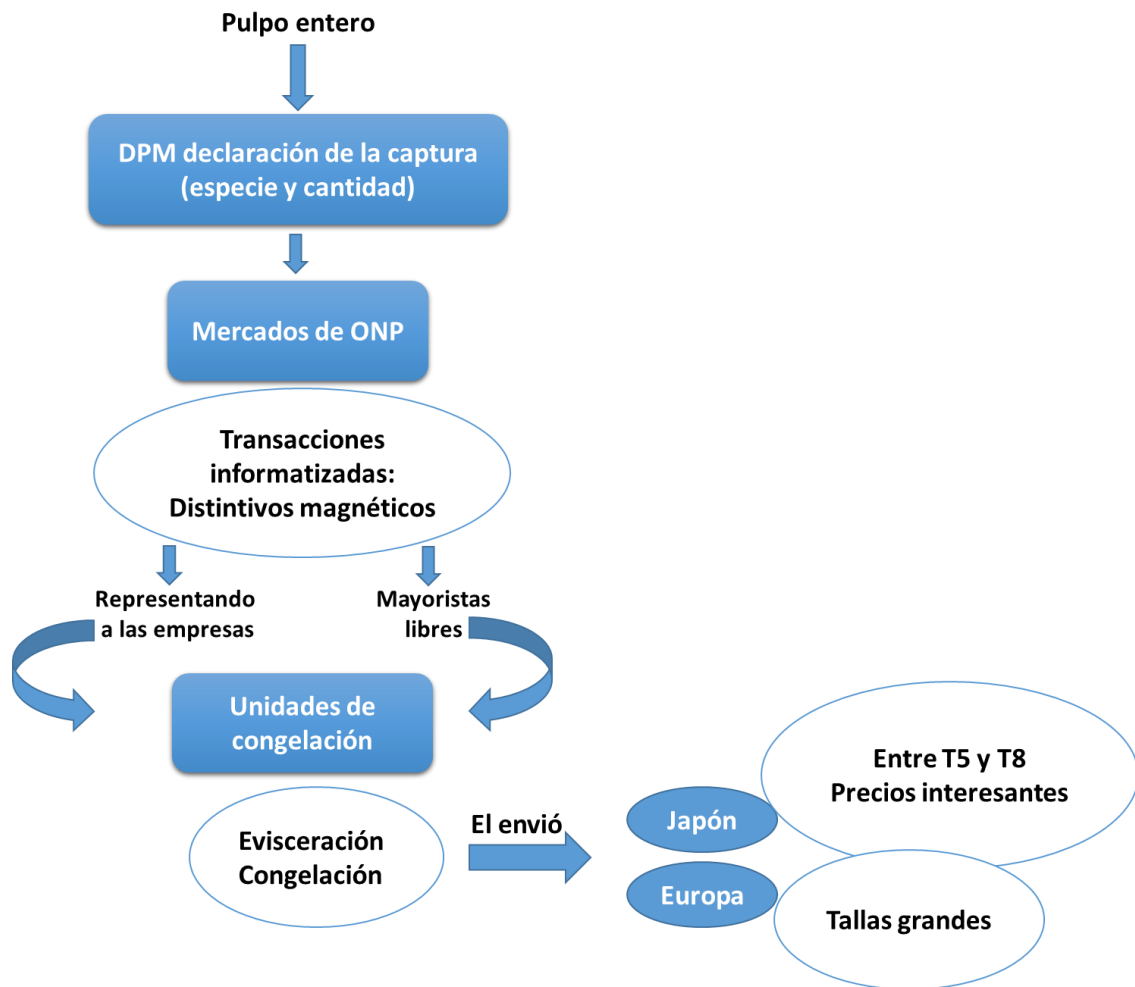 Pulpo entero
DPM declaración de la captura
(especie y cantidad)
Mercados de ONP
Transacciones
informatizadas:
Distintivos magnéticos
Representando
a las empresas
Mayoristas
libres
Unidades de
congelación
Evisceración
Congelación
El envió
Japón
Entre T5 y T8
Precios interesantes
Europa
Tallas grandes